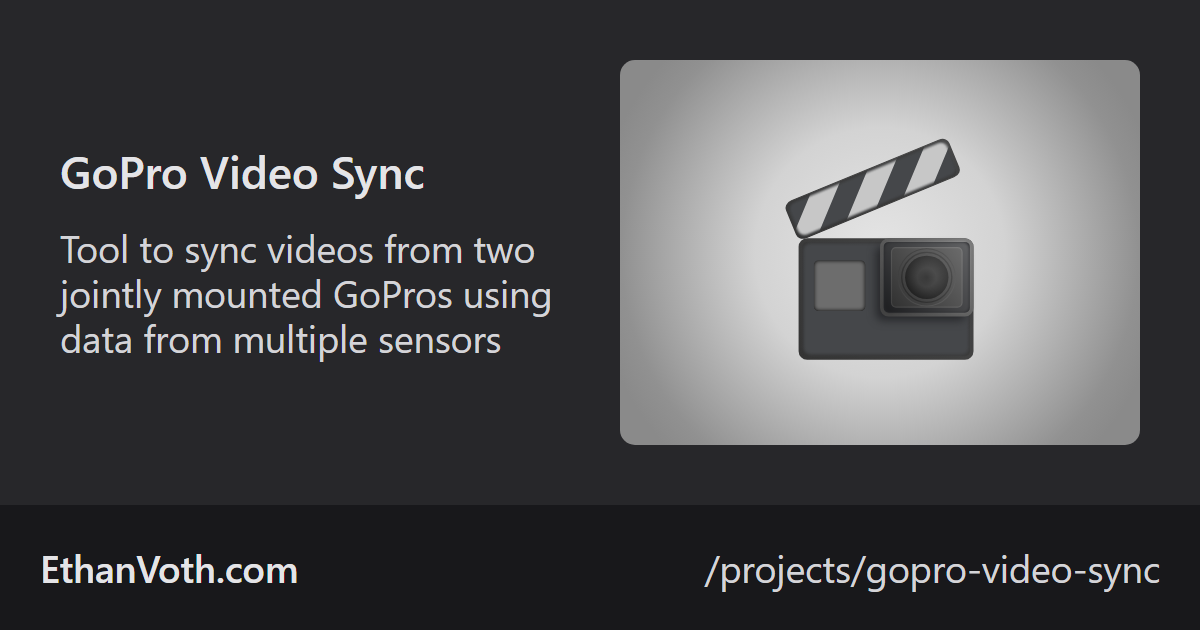 GoPro Video Sync
Tool to sync videos from two
jointly mounted GoPros using
data from multiple sensors
EthanVoth.com
/projects/gopro-video-sync